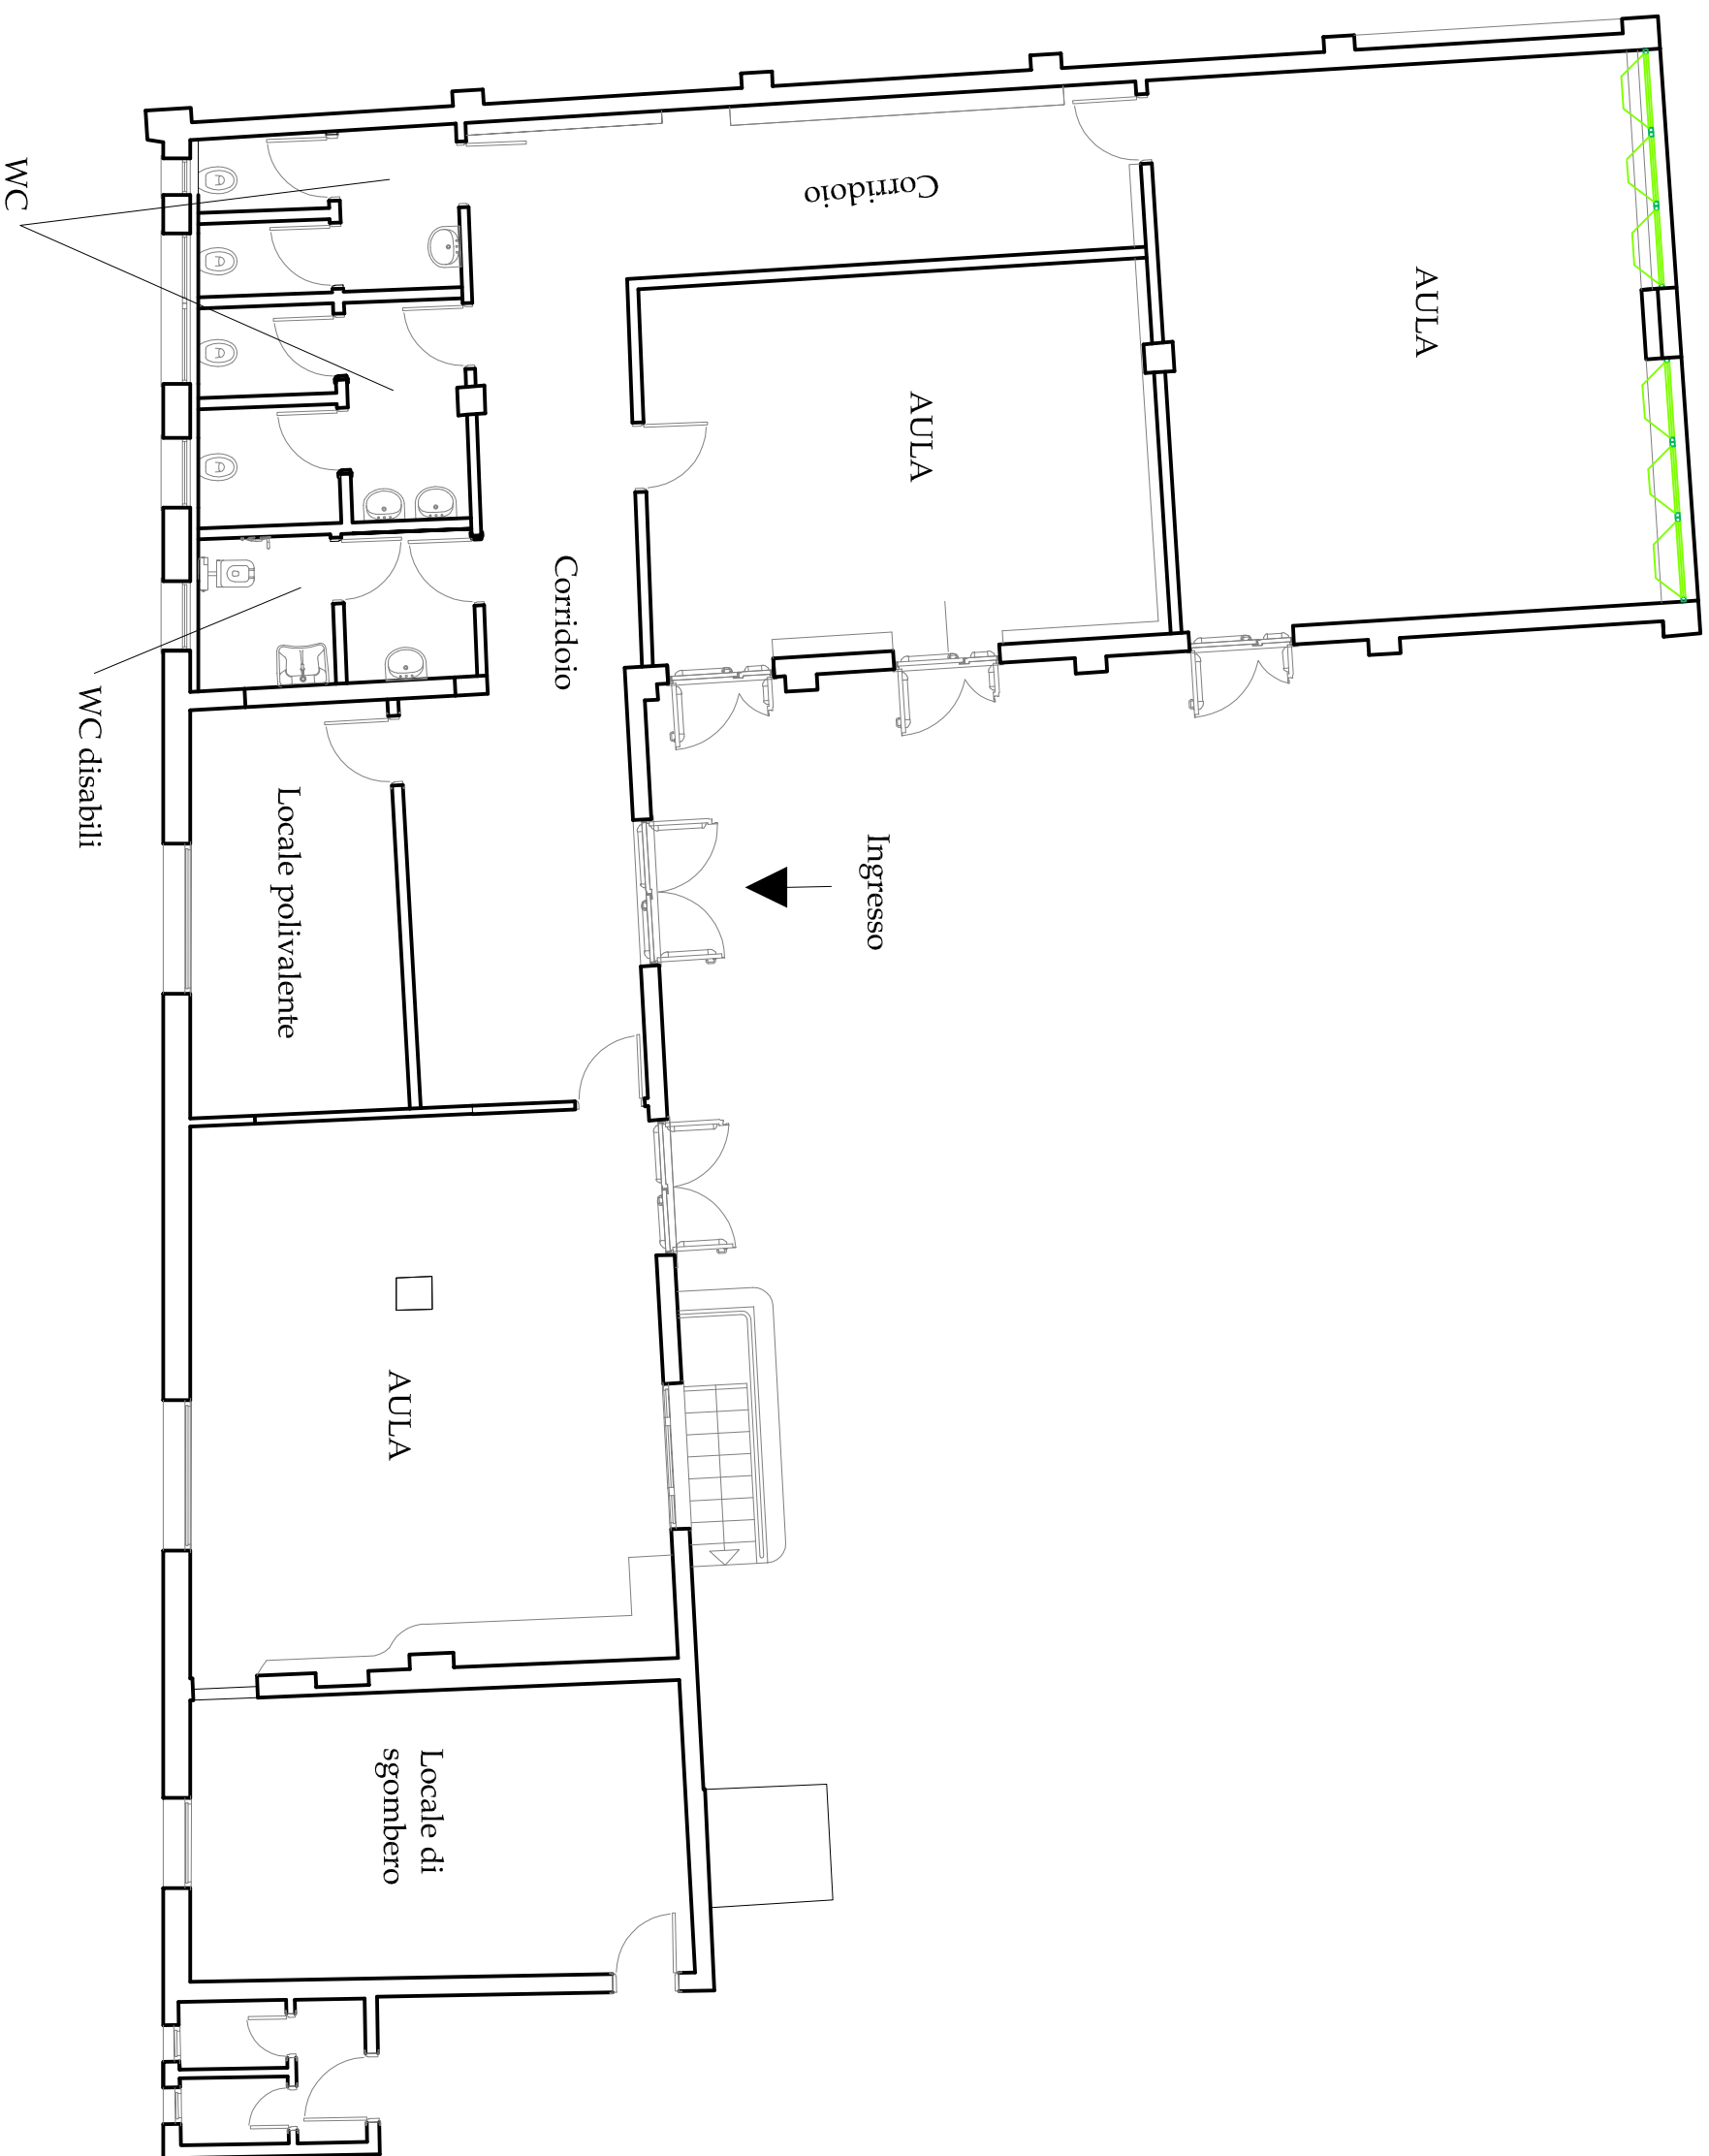 WC
Corridoio
AULA
AULA
Corridoio
WC disabili
Locale polivalente
Ingresso
AULA
Locale di
sgombero